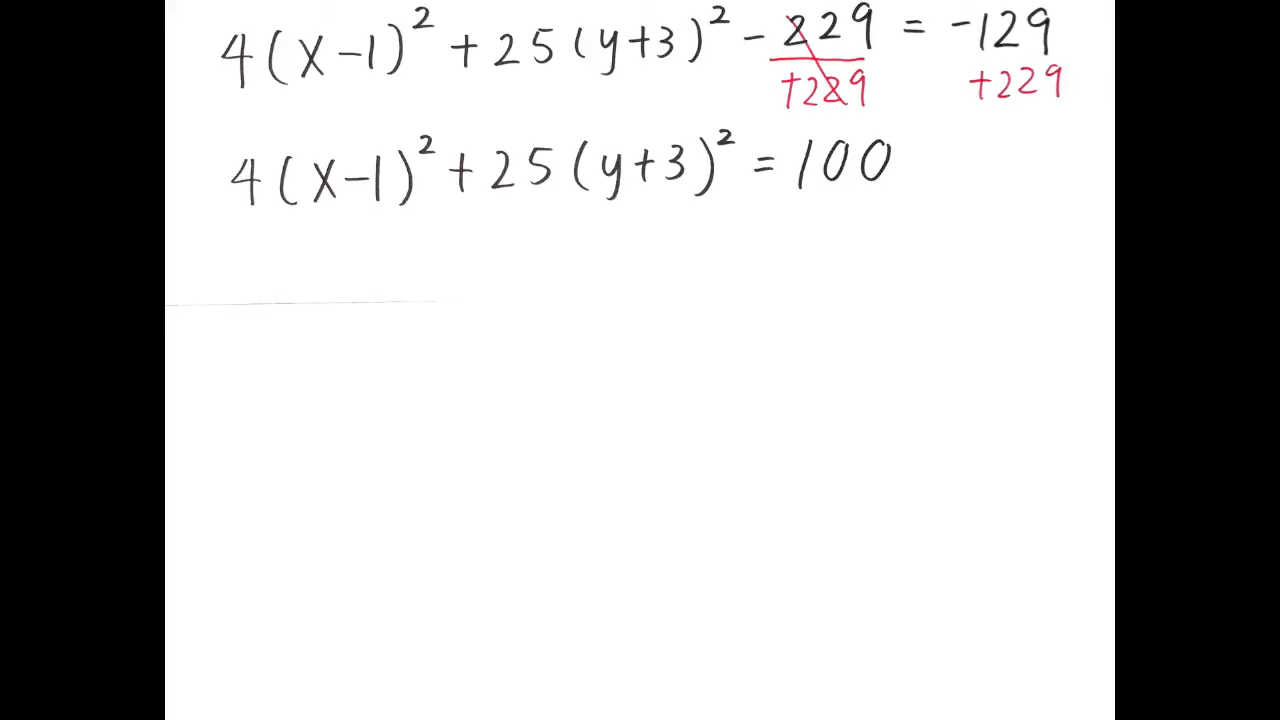 4(x-1)² + 25(y+3)² - 229 = -129
+229 +229
4(x-1)² + 25(y+3)² = 100